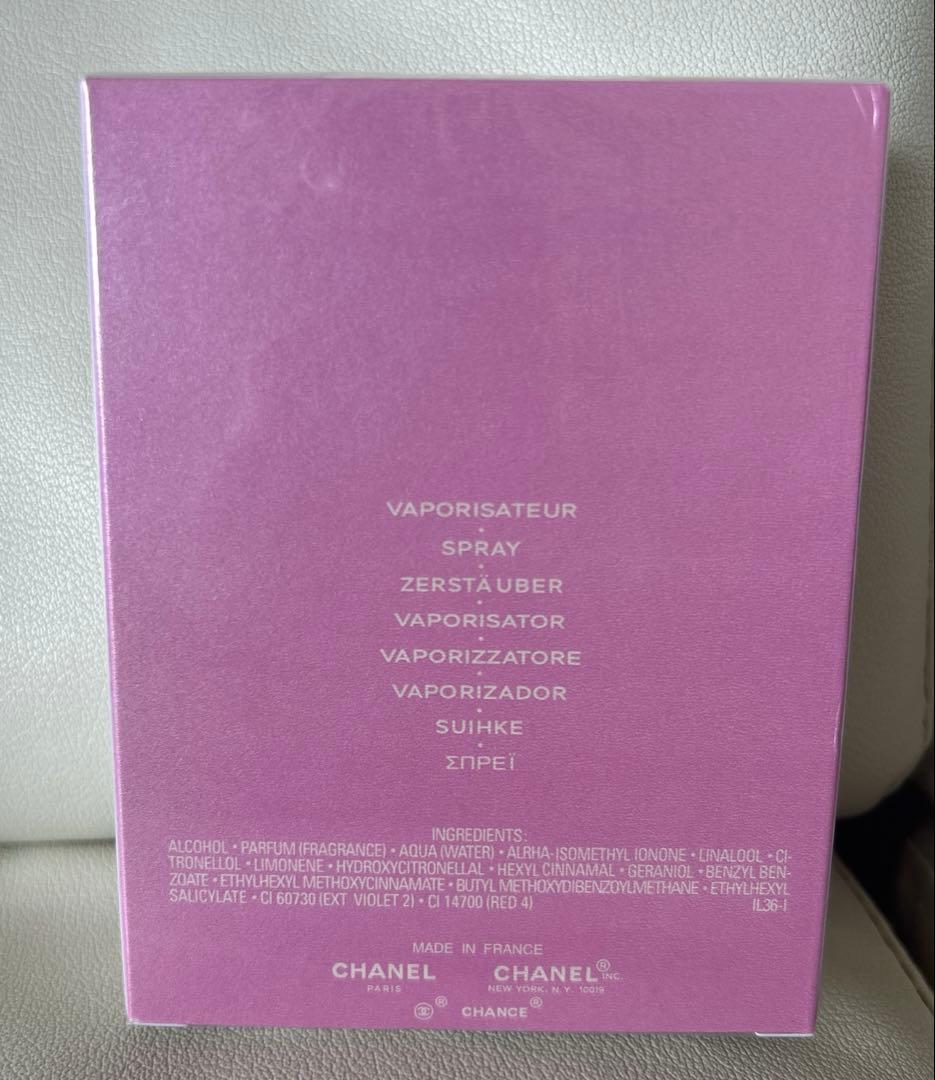 VAPORISATEUR
•
SPRAY
•
ZERSTÄUBER
•
VAPORISATOR
•
VAPORIZZATORE
•
VAPORIZADOR
•
SUIHKE
•
ΣΠΡΕΪ
INGREDIENTS:
ALCOHOL • PARFUM (FRAGRANCE) • AQUA (WATER) • ALRHA-ISOMETHYL IONONE • LINALOOL • CI-
TRONELLOL • LIMONENE • HYDROXYCITRONELLAL • HEXYL CINNAMAL • GERANIOL • BENZYL BEN-
ZOATE • ETHYLHEXYL METHOXYCINNAMATE • BUTYL METHOXYDIBENZOYLMETHANE • ETHYLHEXYL
SALICYLATE • CI 60730 (EXT VIOLET 2) • CI 14700 (RED 4) IL36-I
MADE IN FRANCE
CHANEL CHANEL® INC.
PARIS NEW YORK, N.Y. 10019
® CHANCE®